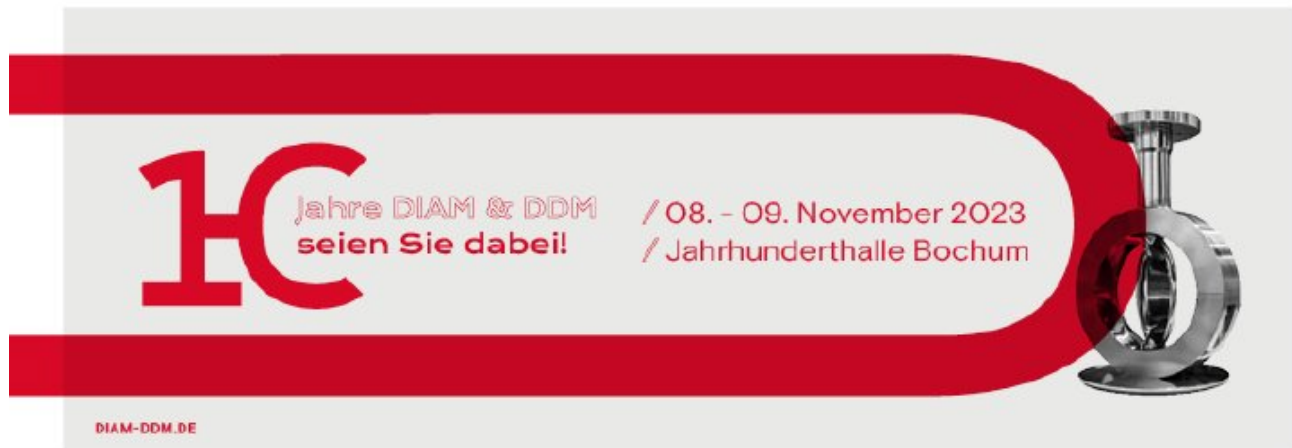 10
Jahre DIAM & DDM
seien Sie dabei!
/ 08. - 09. November 2023
/ Jahrhunderthalle Bochum
DIAM-DDM.DE